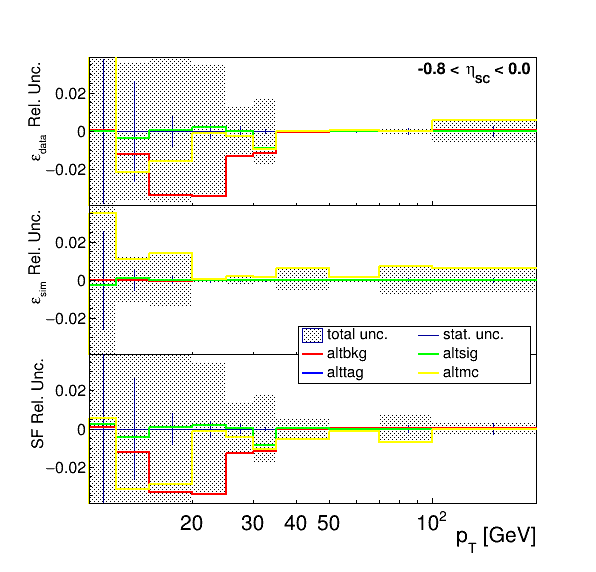 -0.8 < η_SC < 0.0
ε_data Rel. Unc.
0.02
0
−0.02
ε_sim Rel. Unc.
0.02
0
−0.02
total unc. stat. unc.
altbkg altsig
alttag altmc
SF Rel. Unc.
0.02
0
−0.02
20 30 40 50 10^2
p_T [GeV]